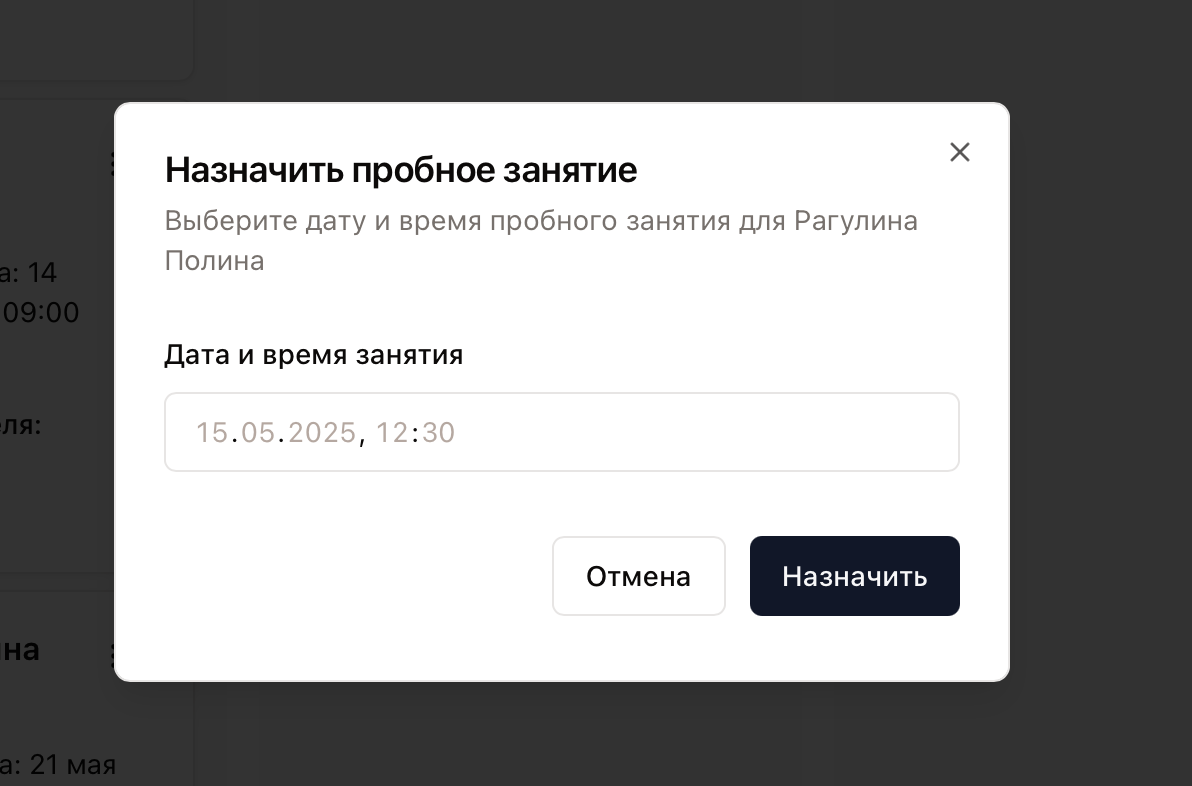 Назначить пробное занятие
Выберите дату и время пробного занятия для Рагулина
Полина
а: 14
09:00
Дата и время занятия
еля:
15.05.2025, 12:30
Отмена
Назначить
на
а: 21 мая